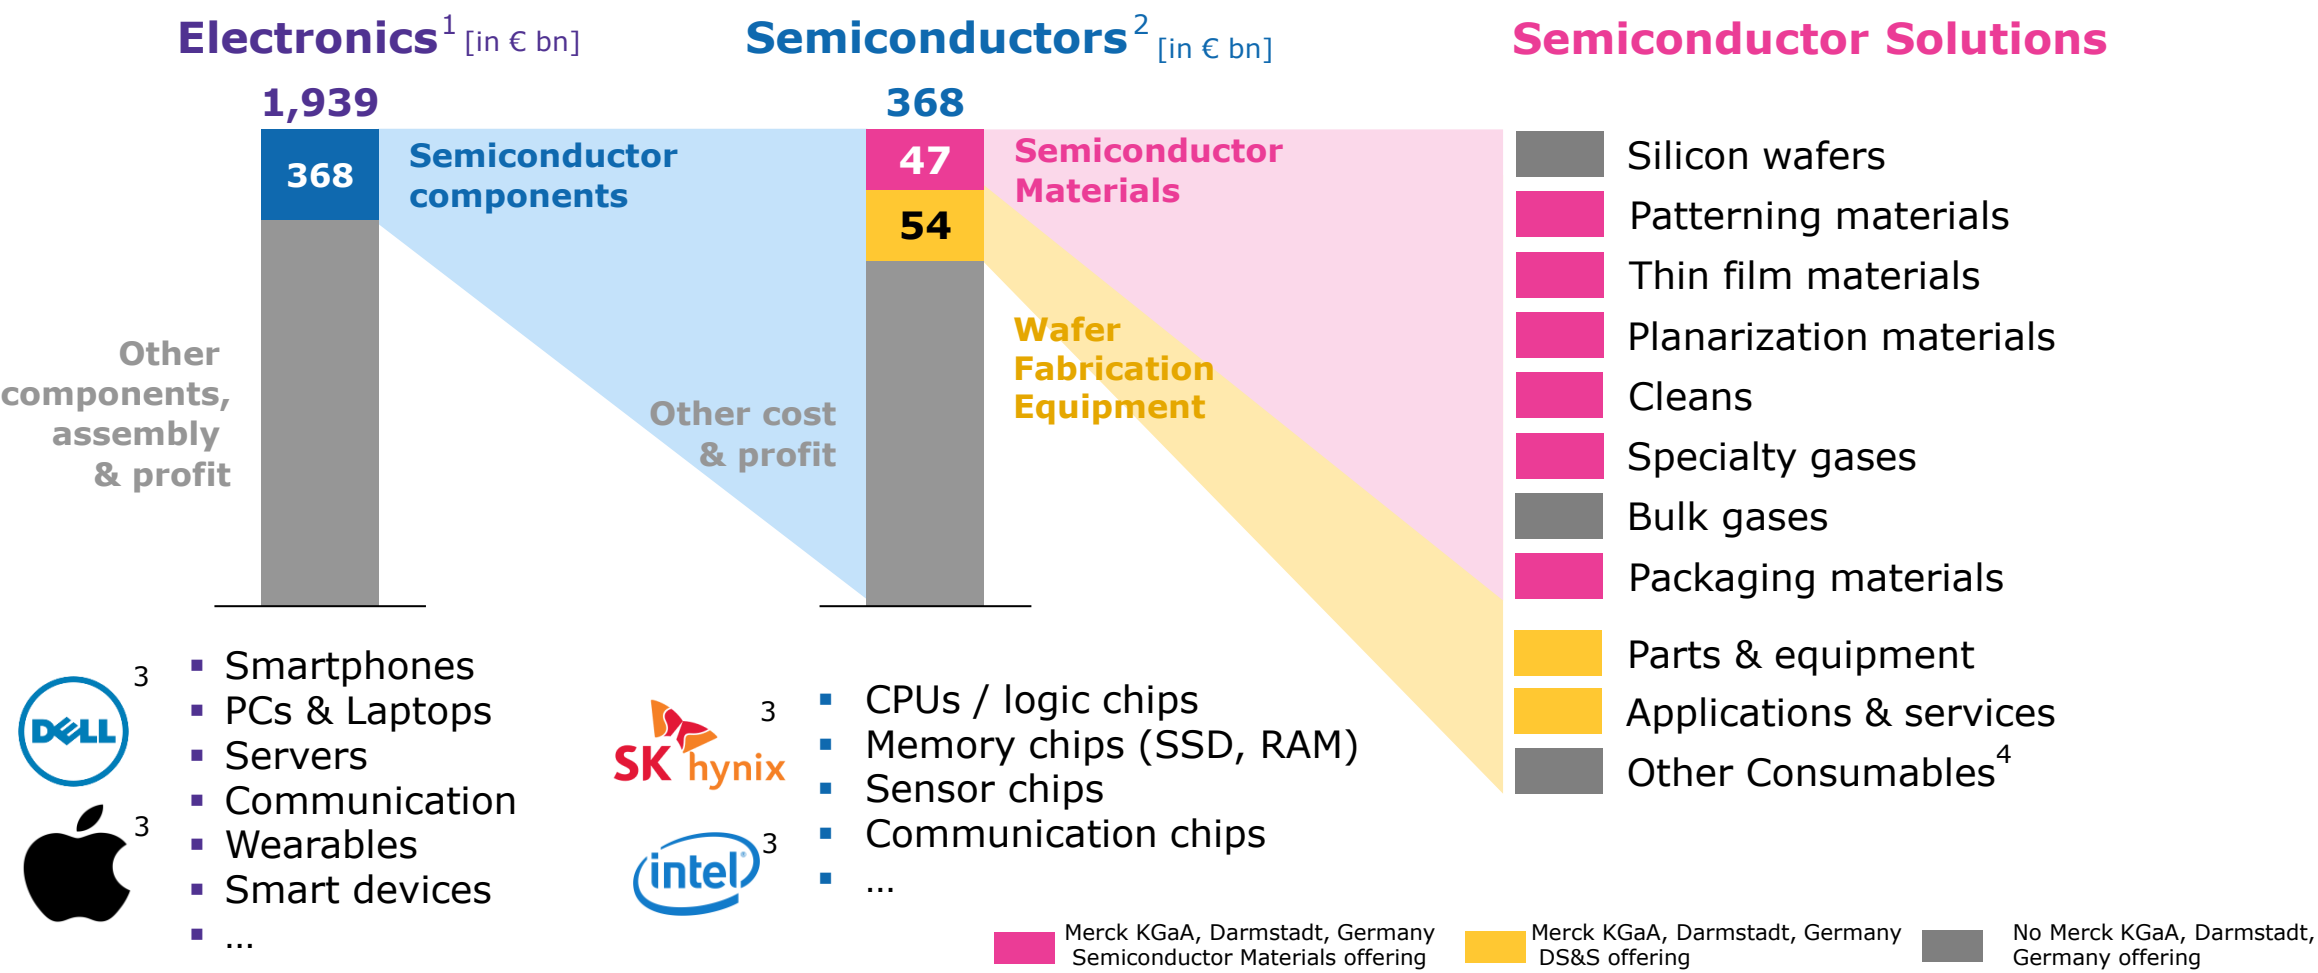 Electronics1 [in € bn]
1,939
368
Semiconductor
components
Other
components,
assembly
& profit
Semiconductors2 [in € bn]
368
47
54
Semiconductor
Materials
Wafer
Fabrication
Equipment
Other cost
& profit
Semiconductor Solutions
Silicon wafers
Patterning materials
Thin film materials
Planarization materials
Cleans
Specialty gases
Bulk gases
Packaging materials
Parts & equipment
Applications & services
Other Consumables4
DELL 3
3
▪ Smartphones
▪ PCs & Laptops
▪ Servers
▪ Communication
▪ Wearables
▪ Smart devices
▪ ...
SK hynix 3
intel® 3
▪ CPUs / logic chips
▪ Memory chips (SSD, RAM)
▪ Sensor chips
▪ Communication chips
▪ ...
Merck KGaA, Darmstadt, Germany
Semiconductor Materials offering
Merck KGaA, Darmstadt, Germany
DS&S offering
No Merck KGaA, Darmstadt,
Germany offering